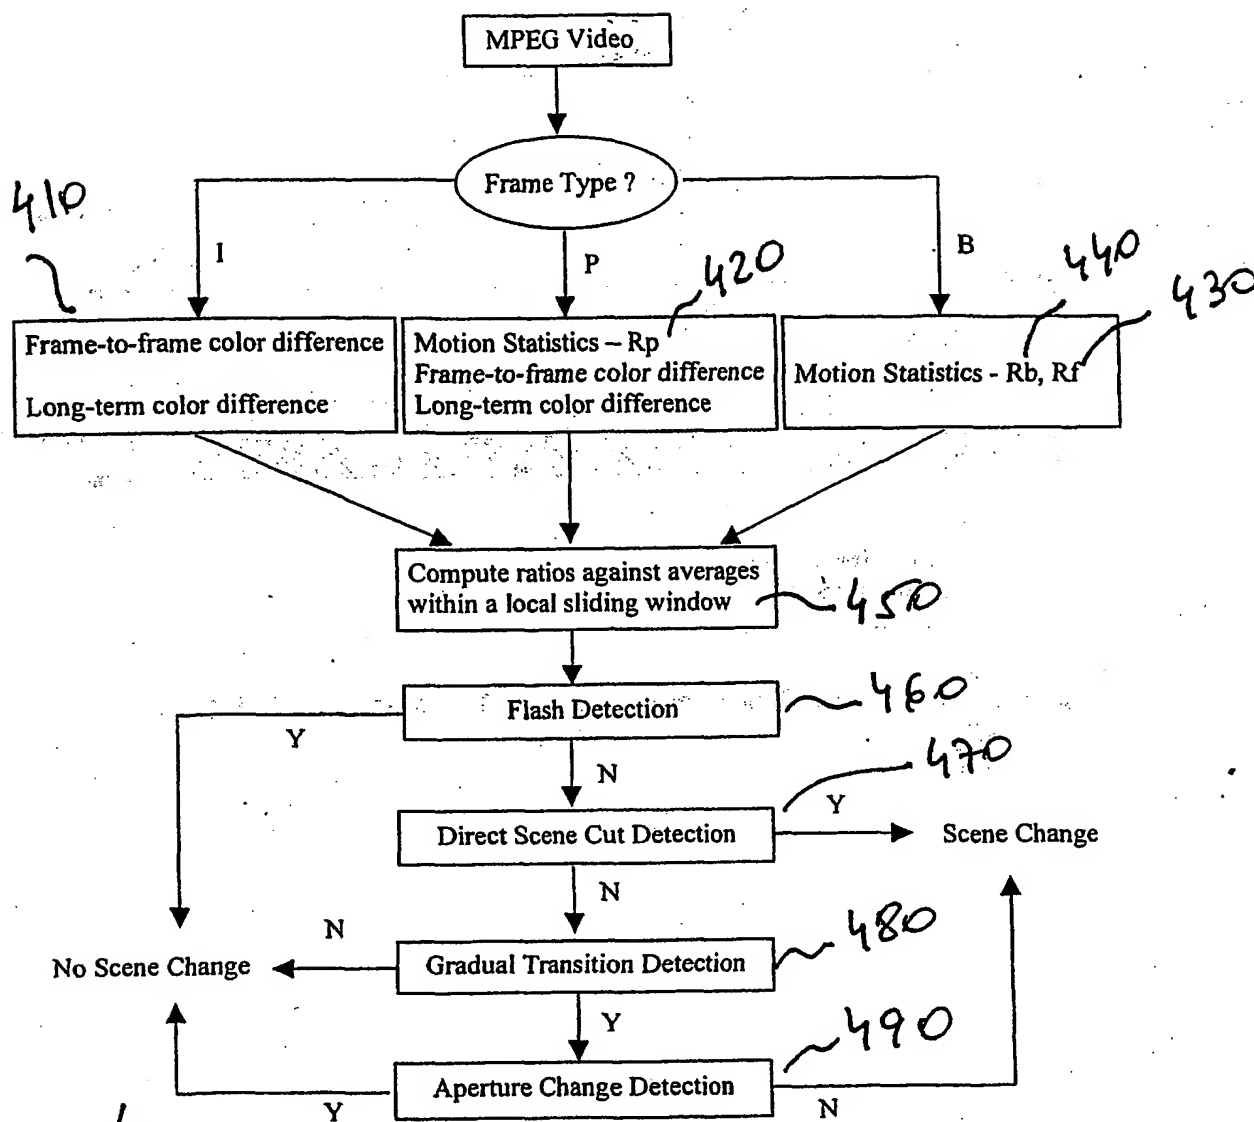 MPEG Video
Frame Type ?
410
I
P
B
420
440
430
Frame-to-frame color difference
Long-term color difference
Motion Statistics – Rp
Frame-to-frame color difference
Long-term color difference
Motion Statistics - Rb, Rf
Compute ratios against averages
within a local sliding window
450
Flash Detection
460
Y
N
470
Direct Scene Cut Detection
Y
Scene Change
N
480
No Scene Change
N
Gradual Transition Detection
Y
490
Aperture Change Detection
Y
N